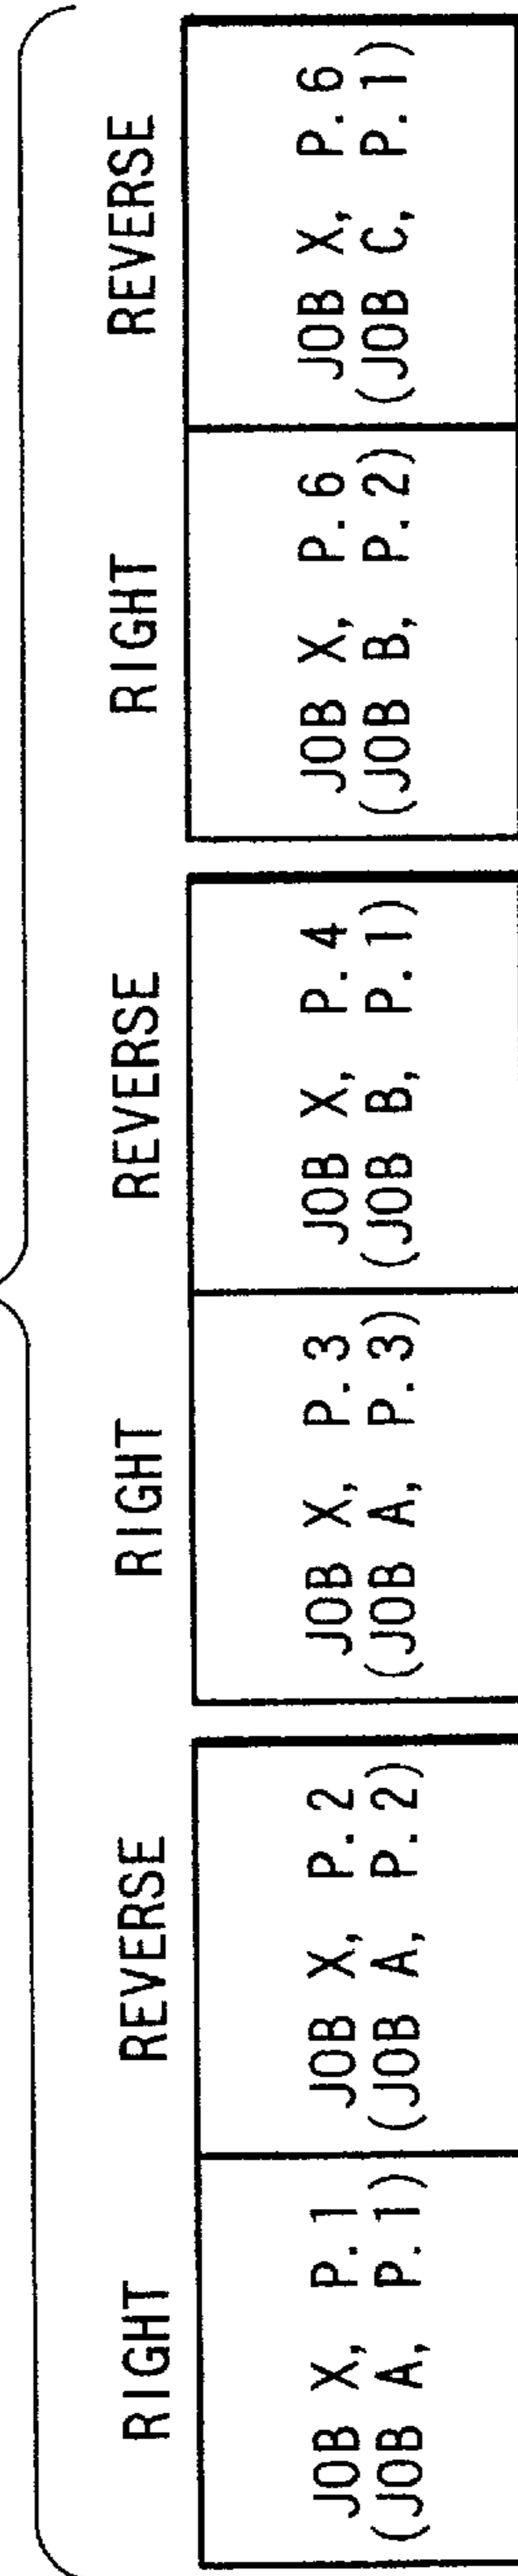 RIGHT
REVERSE
RIGHT
REVERSE
RIGHT
REVERSE
JOB X, P. 1
(JOB A, P. 1)
JOB X, P. 2
(JOB A, P. 2)
JOB X, P. 3
(JOB A, P. 3)
JOB X, P. 4
(JOB B, P. 1)
JOB X, P. 6
(JOB B, P. 2)
JOB X, P. 6
(JOB C, P. 1)